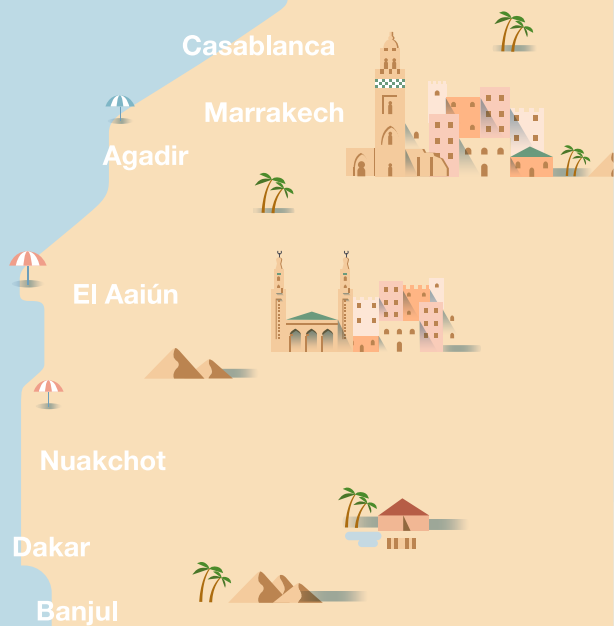 Casablanca
Marrakech
Agadir
El Aaiún
Nuakchot
Dakar
Banjul